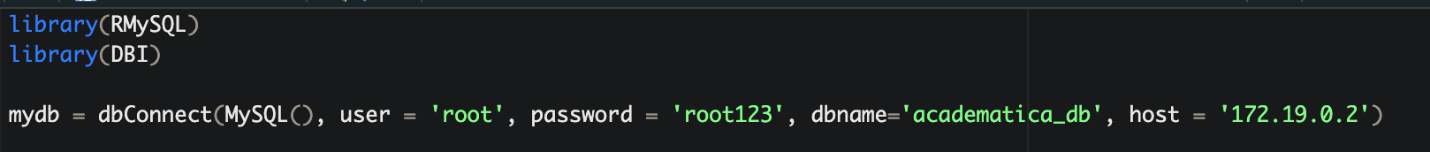 library(RMySQL)
library(DBI)
mydb = dbConnect(MySQL(), user = 'root', password = 'root123', dbname='academatica_db', host = '172.19.0.2')